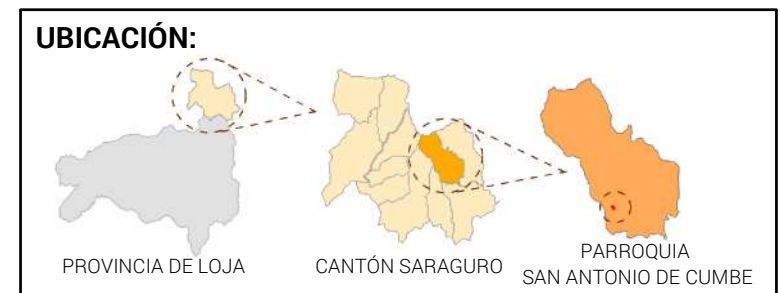 UBICACIÓN:
PROVINCIA DE LOJA
CANTÓN SARAGURO
PARROQUIA
SAN ANTONIO DE CUMBE